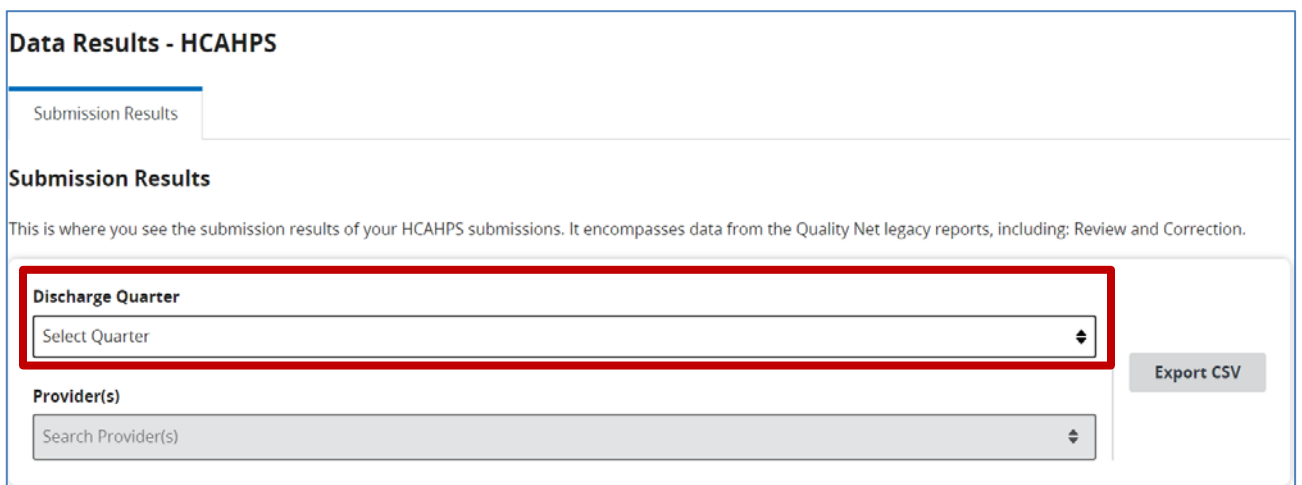 Data Results - HCAHPS
Submission Results
Submission Results
This is where you see the submission results of your HCAHPS submissions. It encompasses data from the Quality Net legacy reports, including: Review and Correction.
Discharge Quarter
Select Quarter
Export CSV
Provider(s)
Search Provider(s)